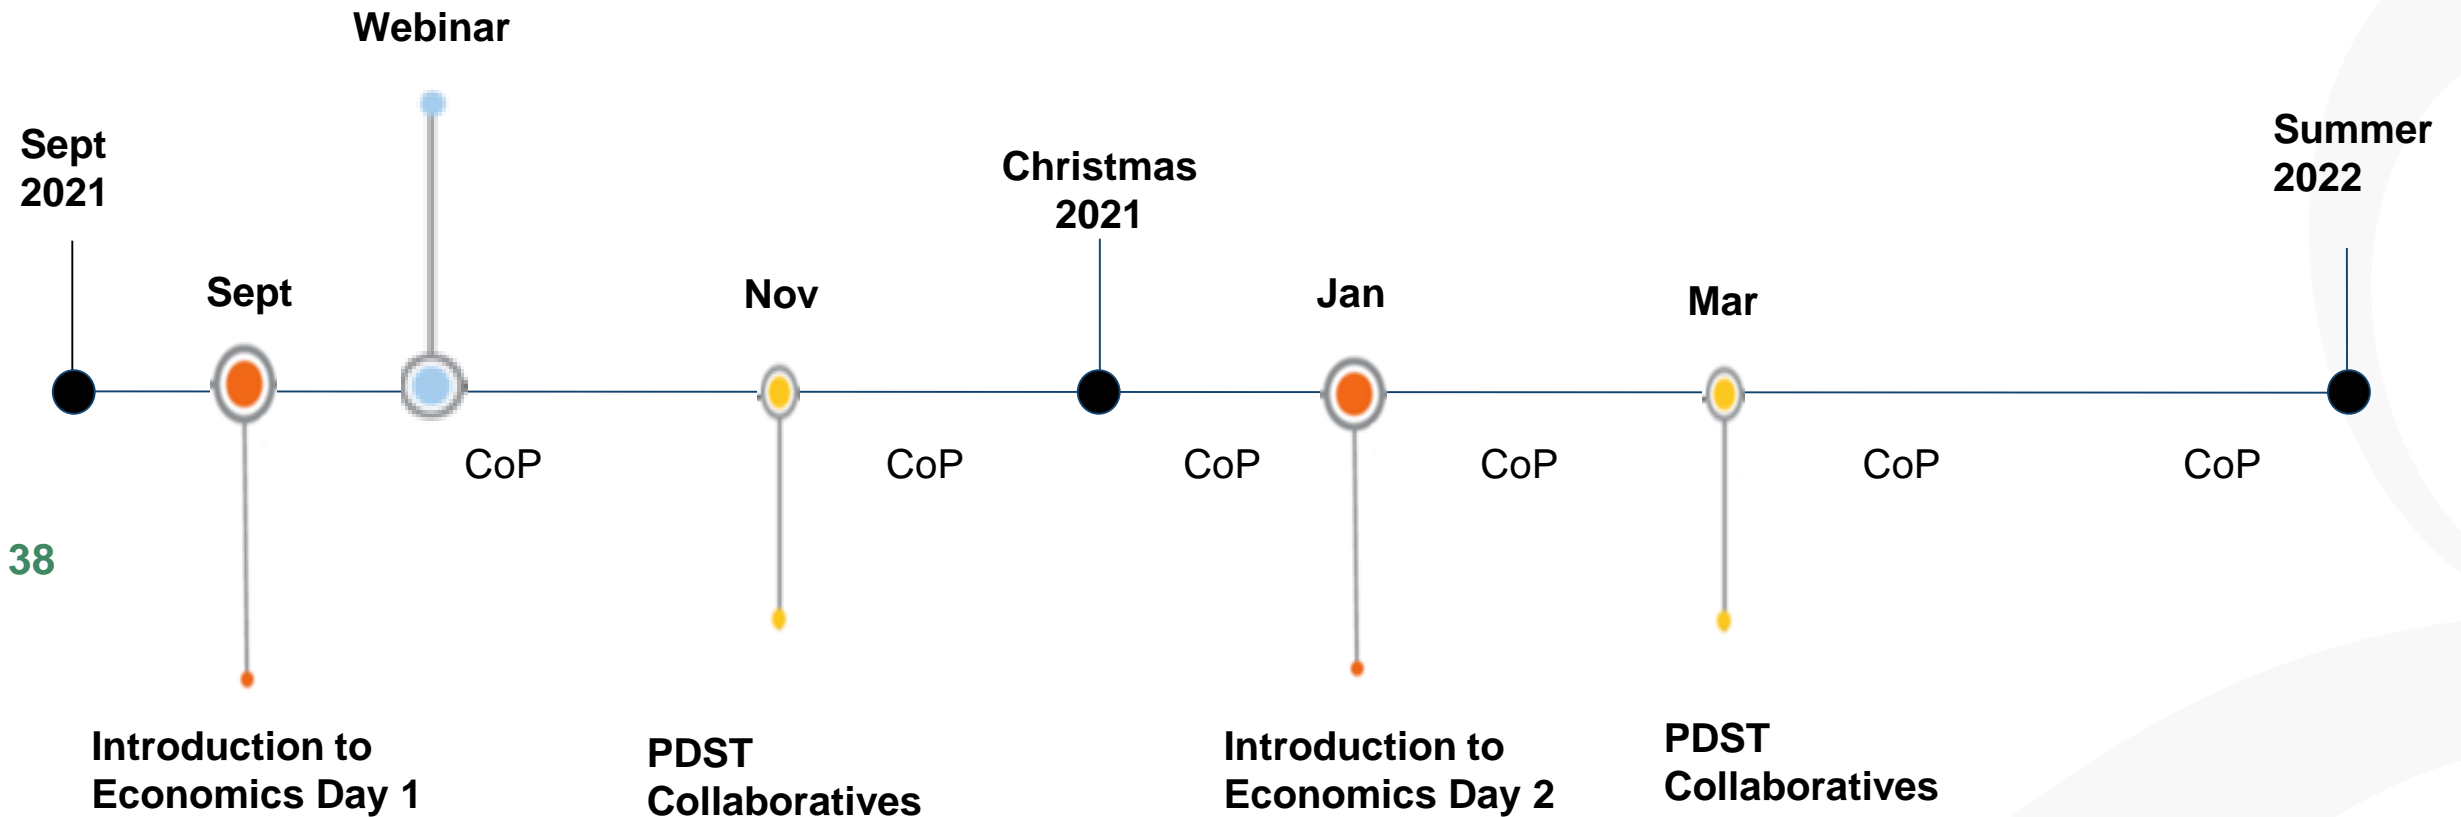 Webinar
Sept
2021
Christmas
2021
Summer
2022
Sept
Nov
Jan
Mar
CoP
CoP
CoP
CoP
CoP
CoP
38
Introduction to
Economics Day 1
PDST
Collaboratives
Introduction to
Economics Day 2
PDST
Collaboratives